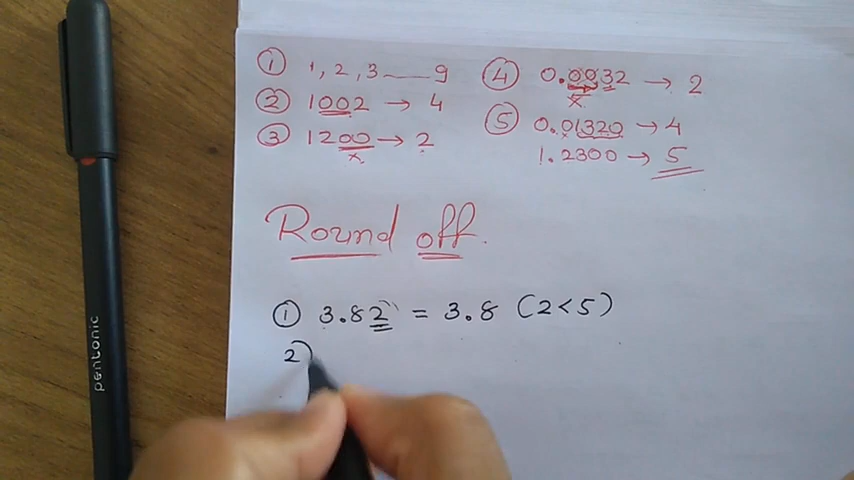 ① 1, 2, 3 __ 9
② 1002 → 4
③ 1200 → 2
x
④ 0.0032 → 2
x
⑤ 0.01320 → 4
x
1.2300 → 5
Round off.
① 3.82 = 3.8 (2<5)
2)
pentonic